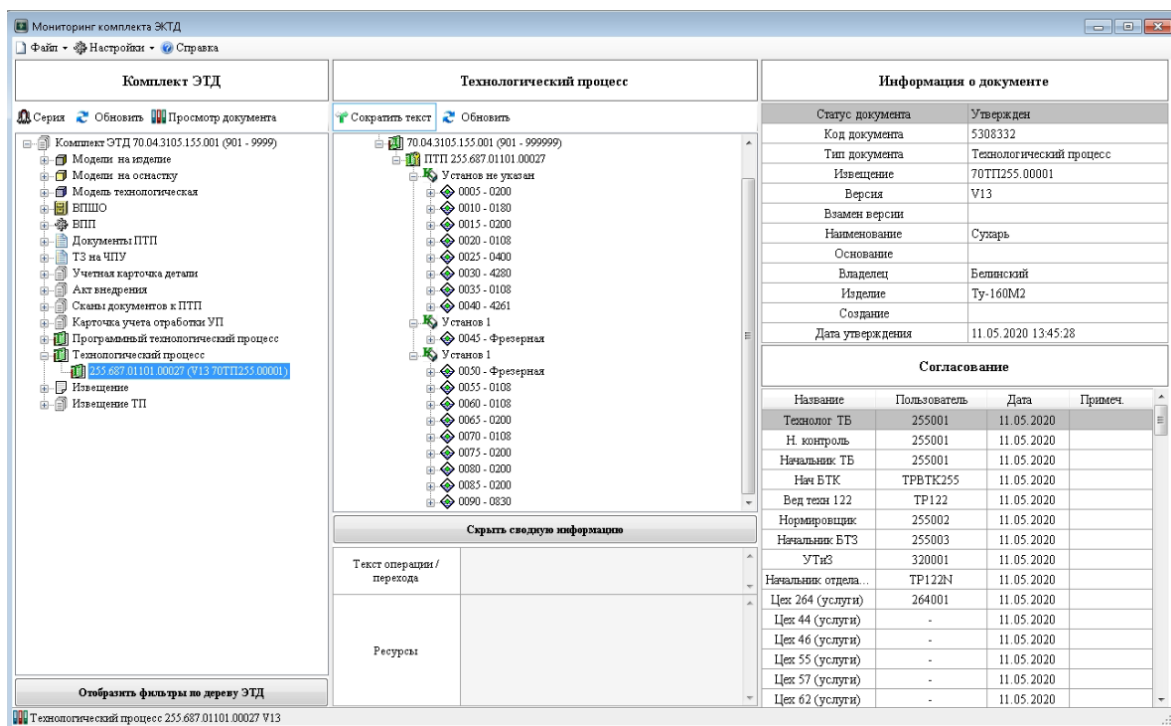 Мониторинг комплекта ЭКТД
Файл Настройки Справка
Комплект ЭТД
Серия Обновить Просмотр документа
Комплект ЭТД 70.04.3105.155.001 (901 - 9999)
Модели на изделие
Модели на оснастку
Модель технологическая
ВПШО
ВПП
Документы ПТП
ТЗ на ЧПУ
Учетная карточка детали
Акт внедрения
Сканы документов к ПТП
Карточка учета отработки УП
Программный технологический процесс
Технологический процесс
255.687.01101.00027 (V13 70ТП255.00001)
Извещение
Извещение ТП
Отобразить фильтры по дереву ЭТД
Технологический процесс
Сократить текст Обновить
70.04.3105.155.001 (901 - 999999)
ПТП 255.687.01101.00027
Установ не указан
0005 - 0200
0010 - 0180
0015 - 0200
0020 - 0108
0025 - 0400
0030 - 4280
0035 - 0108
0040 - 4261
Установ 1
0045 - Фрезерная
Установ 1
0050 - Фрезерная
0055 - 0108
0060 - 0108
0065 - 0200
0070 - 0108
0075 - 0200
0080 - 0200
0085 - 0200
0090 - 0830
Скрыть сводную информацию
Текст операции /
перехода
Ресурсы
Информация о документе
Статус документа Утвержден
Код документа 5308332
Тип документа Технологический процесс
Извещение 70ТП255.00001
Версия V13
Взамен версии
Наименование Сухарь
Основание
Владелец Белинский
Изделие Ту-160М2
Создание
Дата утверждения 11.05.2020 13:45:28
Согласование
Название Пользователь Дата Примеч.
Технолог ТБ 255001 11.05.2020
Н. контроль 255001 11.05.2020
Начальник ТБ 255001 11.05.2020
Нач БТК TPBTK255 11.05.2020
Вед техн 122 TP122 11.05.2020
Нормировщик 255002 11.05.2020
Начальник БТЗ 255003 11.05.2020
УТиЗ 320001 11.05.2020
Начальник отдела... TP122N 11.05.2020
Цех 264 (услуги) 264001 11.05.2020
Цех 44 (услуги) - 11.05.2020
Цех 46 (услуги) - 11.05.2020
Цех 55 (услуги) - 11.05.2020
Цех 57 (услуги) - 11.05.2020
Цех 62 (услуги) - 11.05.2020
Технологический процесс 255.687.01101.00027 V13